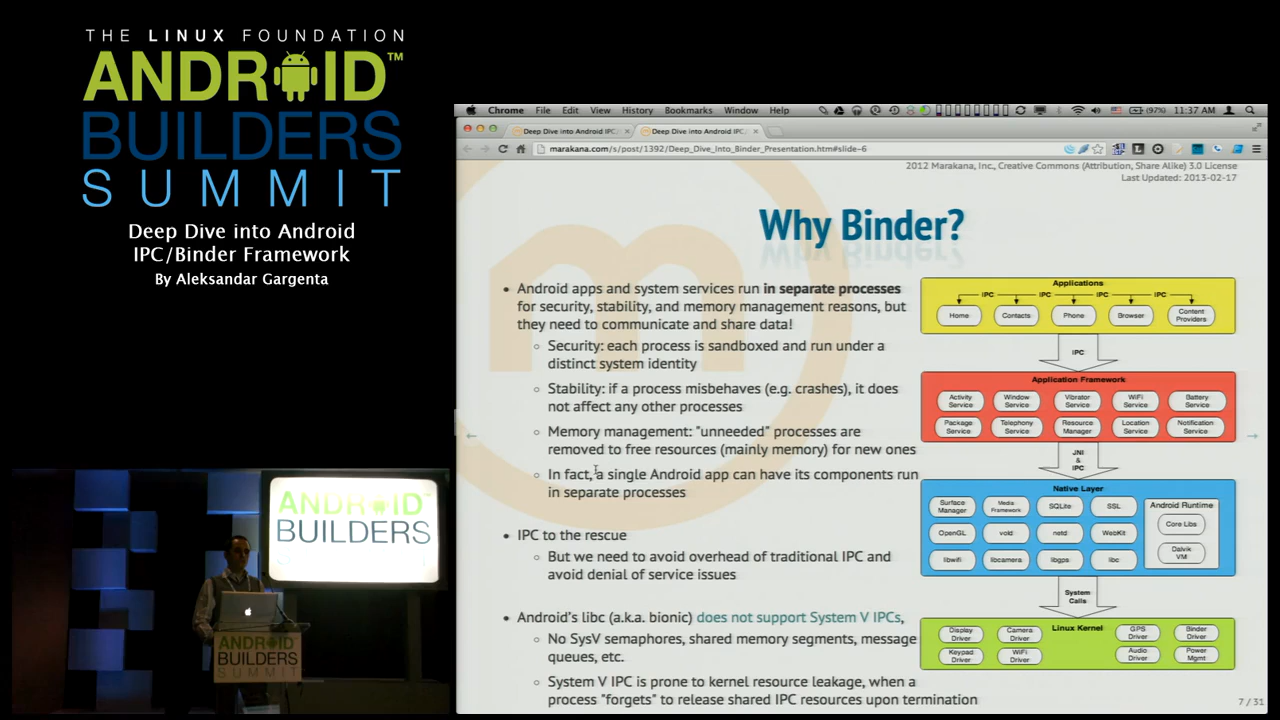 THE LINUX FOUNDATION
ANDROID™
BUILDERS
SUMMIT
Deep Dive into Android
IPC/Binder Framework
By Aleksandar Gargenta
ANDROID
BUILDERS
ANDROID
BUILDERS
SUMMIT
Chrome File Edit View History Bookmarks Window Help
(97%) 11:37 AM
Deep Dive into Android IPC
Deep Dive into Android IPC
marakana.com/s/post/1392/Deep_Dive_Into_Binder_Presentation.htm#slide-6
2012 Marakana, Inc., Creative Commons (Attribution, Share Alike) 3.0 License
Last Updated: 2013-02-17
Why Binder?
• Android apps and system services run in separate processes
for security, stability, and memory management reasons, but
they need to communicate and share data!
Security: each process is sandboxed and run under a
distinct system identity
Stability: if a process misbehaves (e.g. crashes), it does
not affect any other processes
Memory management: "unneeded" processes are
removed to free resources (mainly memory) for new ones
In fact, a single Android app can have its components run
in separate processes
• IPC to the rescue
But we need to avoid overhead of traditional IPC and
avoid denial of service issues
• Android's libc (a.k.a. bionic) does not support System V IPCs,
No SysV semaphores, shared memory segments, message
queues, etc.
System V IPC is prone to kernel resource leakage, when a
process "forgets" to release shared IPC resources upon termination
Applications
IPC IPC IPC IPC
Home Contacts Phone Browser Content Providers
IPC
Application Framework
Activity Service Window Service Vibrator Service WiFi Service Battery Service
Package Service Telephony Service Resource Manager Location Service Notification Service
JNI
&
IPC
Native Layer
Surface Manager Media Framework SQLite SSL
OpenGL vold netd WebKit
libwifi libcamera libgps libc
Android Runtime
Core Libs
Dalvik VM
System
Calls
Linux Kernel
Display Driver Camera Driver GPS Driver Binder Driver
Keypad Driver WiFi Driver Audio Driver Power Mgmt
7 / 31